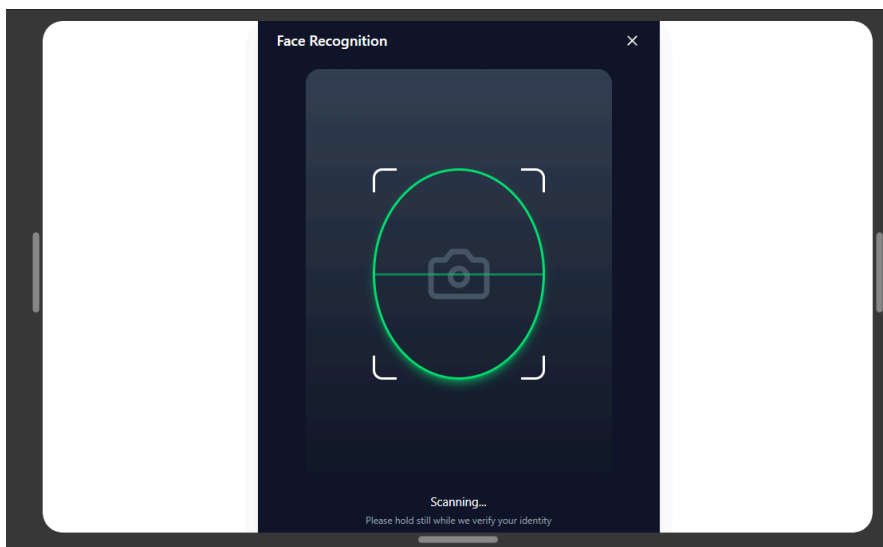 Face Recognition
Scanning...
Please hold still while we verify your identity